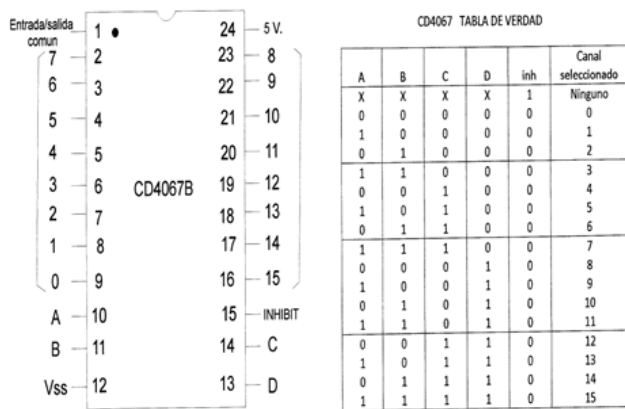 Entrada/salida
comun
1 24 5 V.
7 2 23 8
6 3 22 9
5 4 21 10
4 5 20 11
3 6 CD4067B 19 12
2 7 18 13
1 8 17 14
0 9 16 15
A 10 15 INHIBIT
B 11 14 C
Vss 12 13 D
CD4067 TABLA DE VERDAD
Canal
A B C D inh seleccionado
X X X X 1 Ninguno
0 0 0 0 0 0
1 0 0 0 0 1
0 1 0 0 0 2
1 1 0 0 0 3
0 0 1 0 0 4
1 0 1 0 0 5
0 1 1 0 0 6
1 1 1 0 0 7
0 0 0 1 0 8
1 0 0 1 0 9
0 1 0 1 0 10
1 1 0 1 0 11
0 0 1 1 0 12
1 0 1 1 0 13
0 1 1 1 0 14
1 1 1 1 0 15